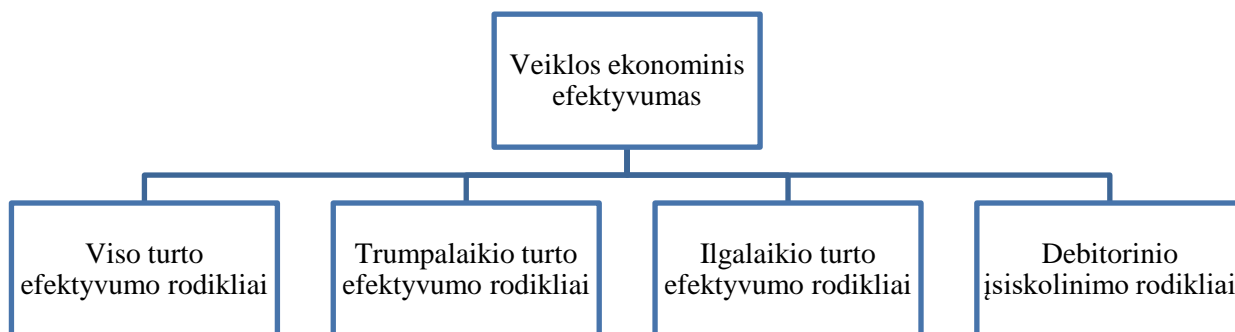 Veiklos ekonominis
efektyvumas
Viso turto
efektyvumo rodikliai
Trumpalaikio turto
efektyvumo rodikliai
Ilgalaikio turto
efektyvumo rodikliai
Debitorinio
įsiskolinimo rodikliai